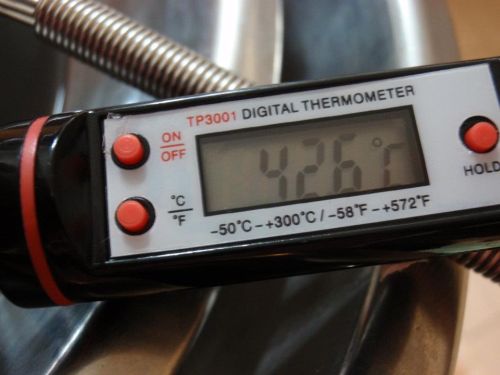 TP3001 DIGITAL THERMOMETER
ON
OFF
426°C
HOLD
°C
°F
-50°C - +300°C / -58°F - +572°F